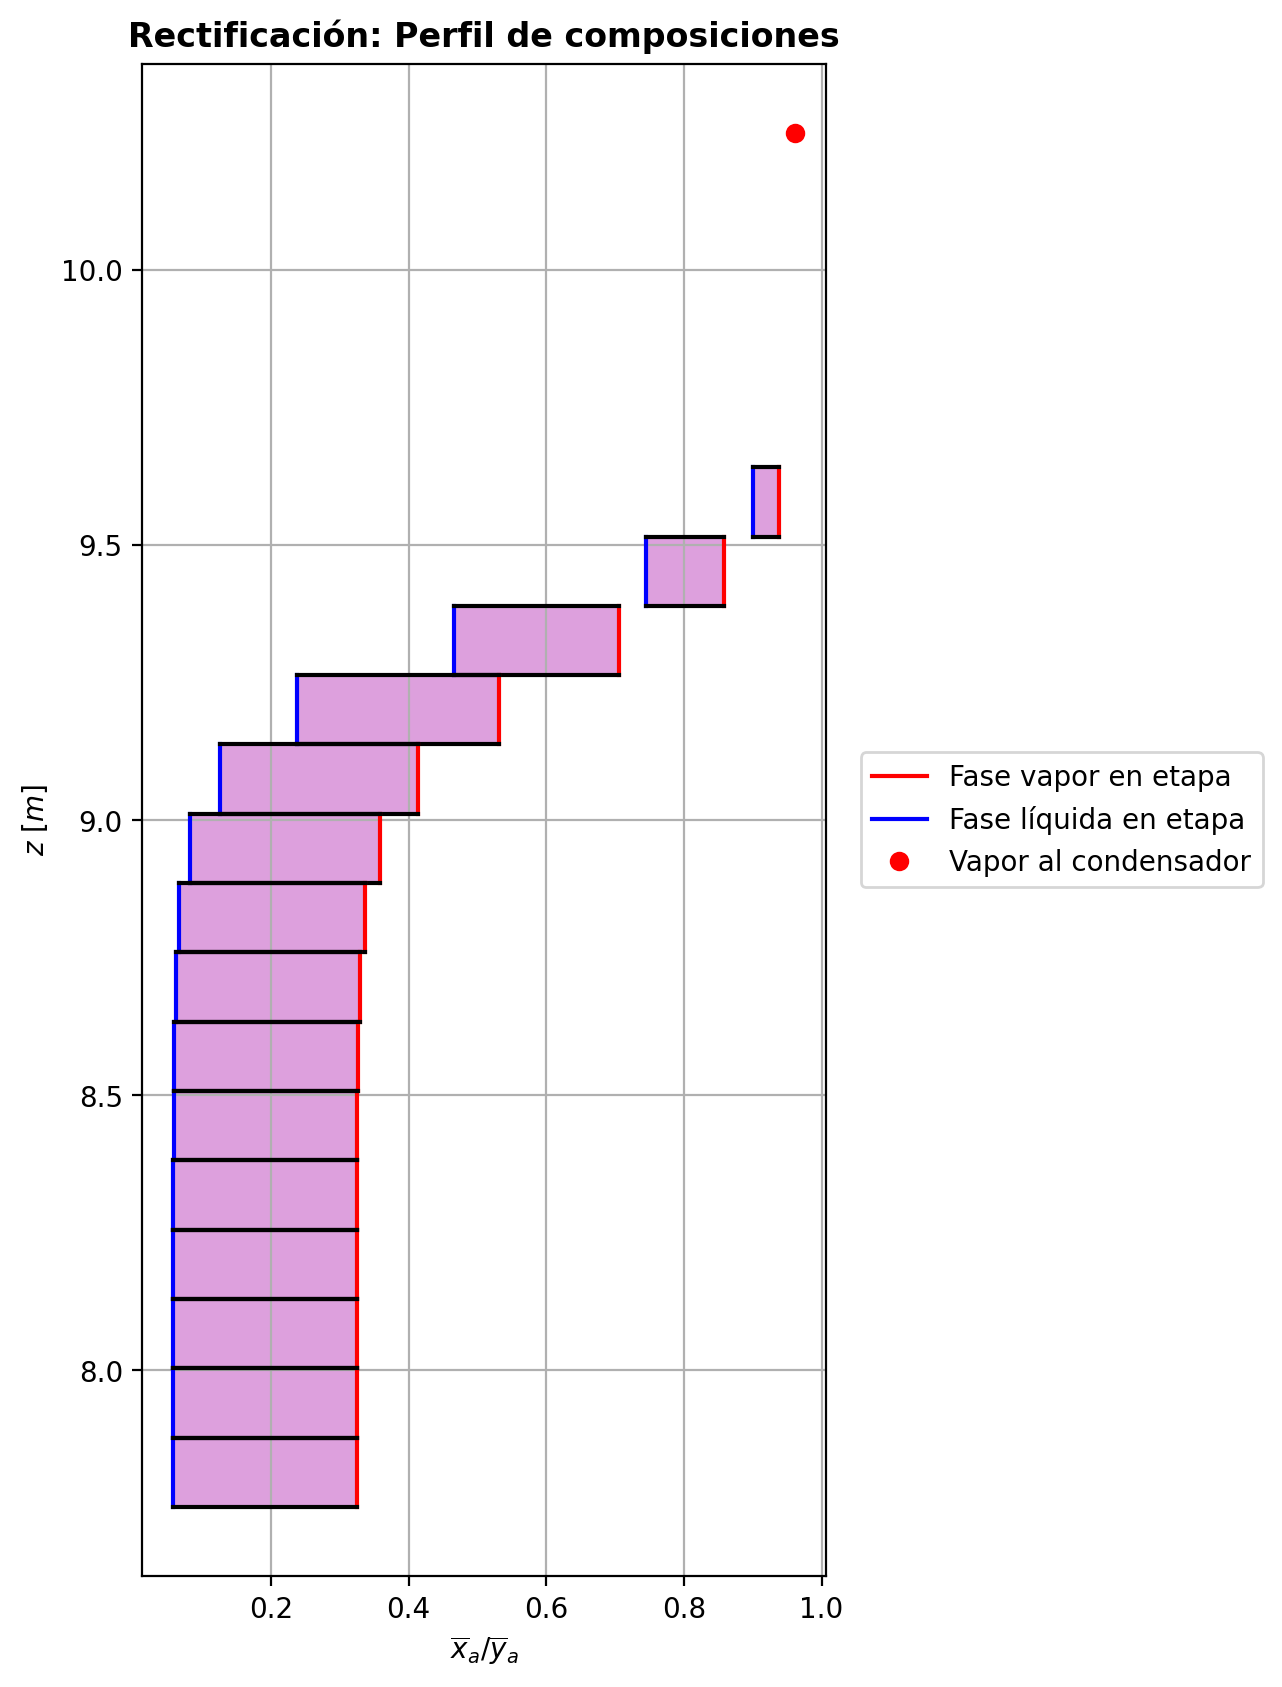 Rectificación: Perfil de composiciones
10.0
9.5
9.0
8.5
8.0
z [m]
0.2 0.4 0.6 0.8 1.0
x̅ₐ/y̅ₐ
Fase vapor en etapa
Fase líquida en etapa
Vapor al condensador